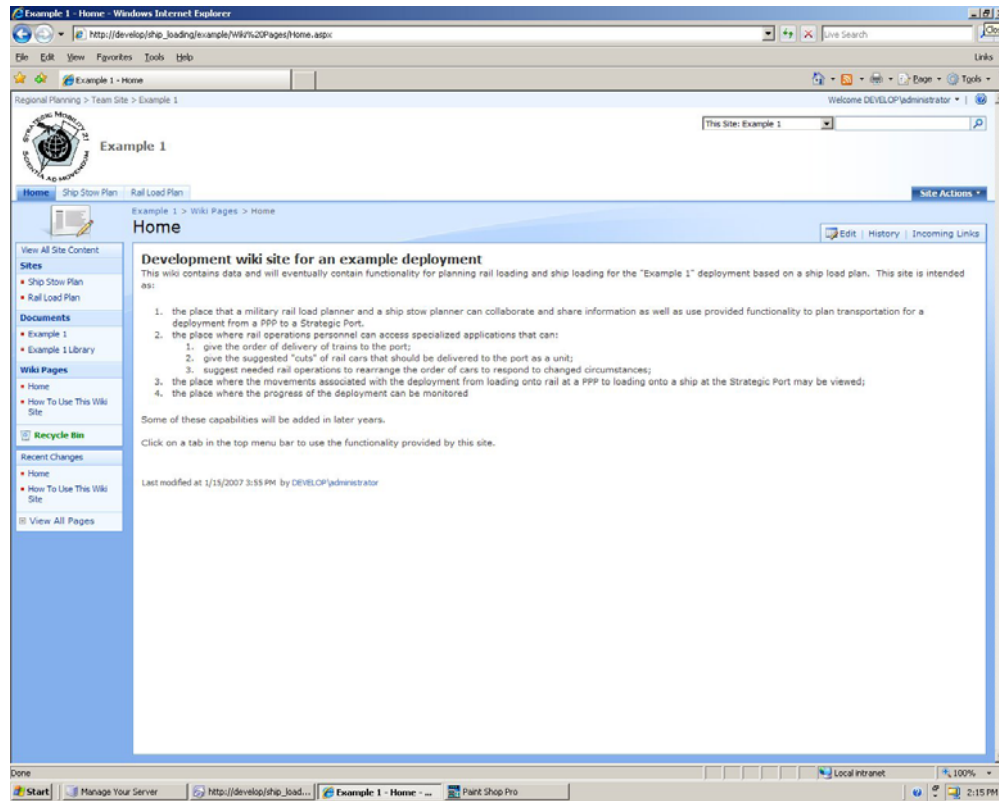 Example 1 - Home - Windows Internet Explorer
http://develop/ship_loading/example/Wiki%20Pages/Home.aspx
Live Search
File Edit View Favorites Tools Help
Links
Example 1 - Home
Page Tools
Regional Planning > Team Site > Example 1
Welcome DEVELOP\administrator
STRATEGIC MOBILITY 21
SCIENTIA AD MOVENDUM
Example 1
This Site: Example 1
Home Ship Stow Plan Rail Load Plan
Site Actions
Example 1 > Wiki Pages > Home
Home
Edit | History | Incoming Links
View All Site Content
Sites
Ship Stow Plan
Rail Load Plan
Documents
Example 1
Example 1 Library
Wiki Pages
Home
How To Use This Wiki
Site
Recycle Bin
Recent Changes
Home
How To Use This Wiki
Site
View All Pages
Development wiki site for an example deployment
This wiki contains data and will eventually contain functionality for planning rail loading and ship loading for the "Example 1" deployment based on a ship load plan. This site is intended
as:
1. the place that a military rail load planner and a ship stow planner can collaborate and share information as well as use provided functionality to plan transportation for a
deployment from a PPP to a Strategic Port.
2. the place where rail operations personnel can access specialized applications that can:
1. give the order of delivery of trains to the port;
2. give the suggested "cuts" of rail cars that should be delivered to the port as a unit;
3. suggest needed rail operations to rearrange the order of cars to respond to changed circumstances;
3. the place where the movements associated with the deployment from loading onto rail at a PPP to loading onto a ship at the Strategic Port may be viewed;
4. the place where the progress of the deployment can be monitored
Some of these capabilities will be added in later years.
Click on a tab in the top menu bar to use the functionality provided by this site.
Last modified at 1/15/2007 3:55 PM by DEVELOP\administrator
Done
Local intranet
100%
Start
Manage Your Server
http://develop/ship_load...
Example 1 - Home - ...
Paint Shop Pro
2:15 PM